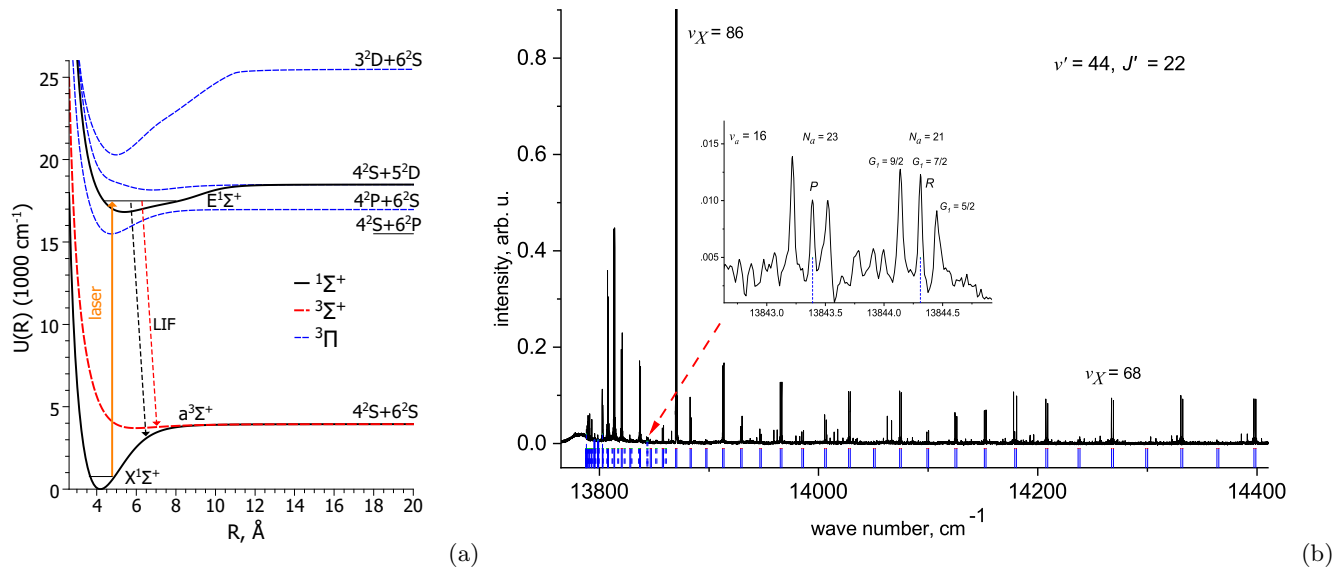 3²D+6²S
25
20
15
10
5
0
U(R) (1000 cm⁻¹)
4²S+5²D
E¹Σ⁺
4²P+6²S
4²S+6²P
laser
LIF
¹Σ⁺
³Σ⁺
³Π
a³Σ⁺
4²S+6²S
X¹Σ⁺
4 6 8 10 12 14 16 18 20
R, Å
(a)
0.8
0.6
0.4
0.2
0.0
intensity, arb. u.
v_X = 86
v' = 44, J' = 22
v_a = 16
N_a = 23
N_a = 21
G₁ = 9/2
G₁ = 7/2
P
R
G₁ = 5/2
.015
.010
.005
13843.0 13843.5 13844.0 13844.5
v_X = 68
13800 14000 14200 14400
wave number, cm⁻¹
(b)